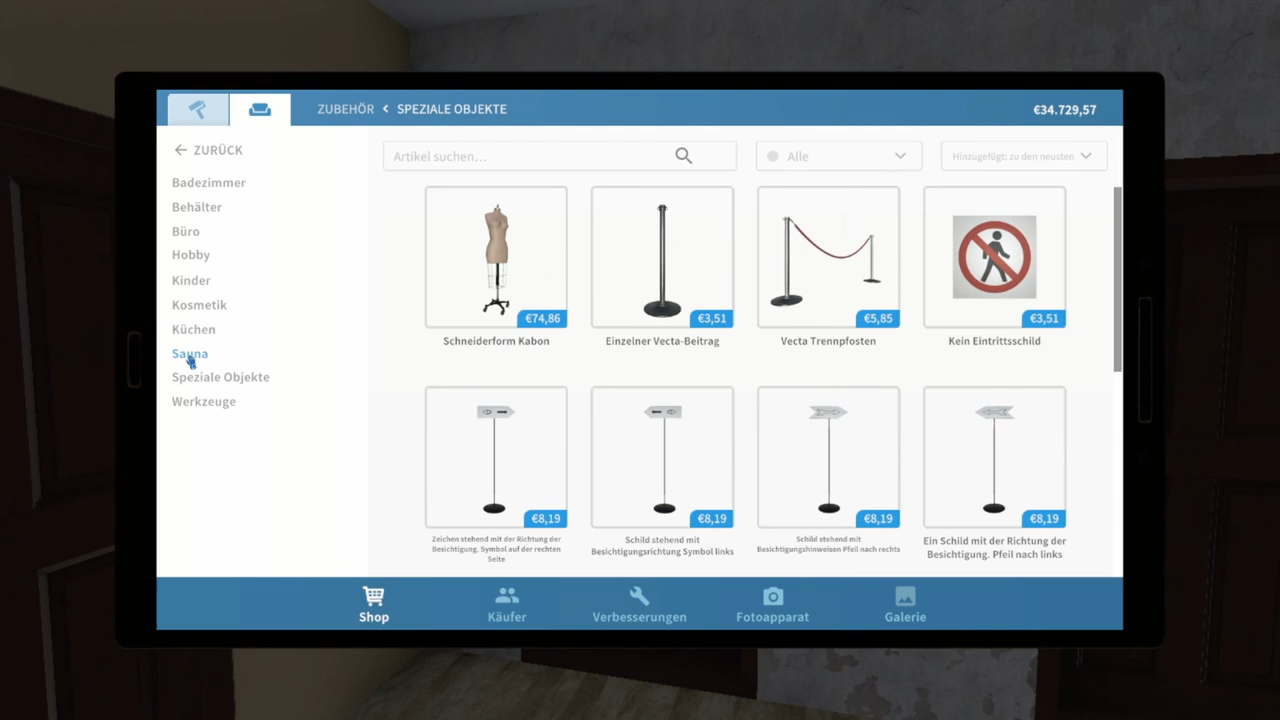 ZUBEHÖR < SPEZIALE OBJEKTE
€34.729,57
ZURÜCK
Badezimmer
Behälter
Büro
Hobby
Kinder
Kosmetik
Küchen
Sauna
Speziale Objekte
Werkzeuge
Artikel suchen...
Alle
Hinzugefügt: zu den neusten
€74,86
€3,51
€5,85
€3,51
Schneiderform Kabon
Einzelner Vecta-Beitrag
Vecta Trennpfosten
Kein Eintrittsschild
€8,19
€8,19
€8,19
€8,19
Zeichen stehend mit der Richtung der
Besichtigung. Symbol auf der rechten
Seite
Schild stehend mit
Besichtigungsrichtung Symbol links
Schild stehend mit
Besichtigungshinweisen Pfeil nach rechts
Ein Schild mit der Richtung der
Besichtigung. Pfeil nach links
Shop
Käufer
Verbesserungen
Fotoapparat
Galerie